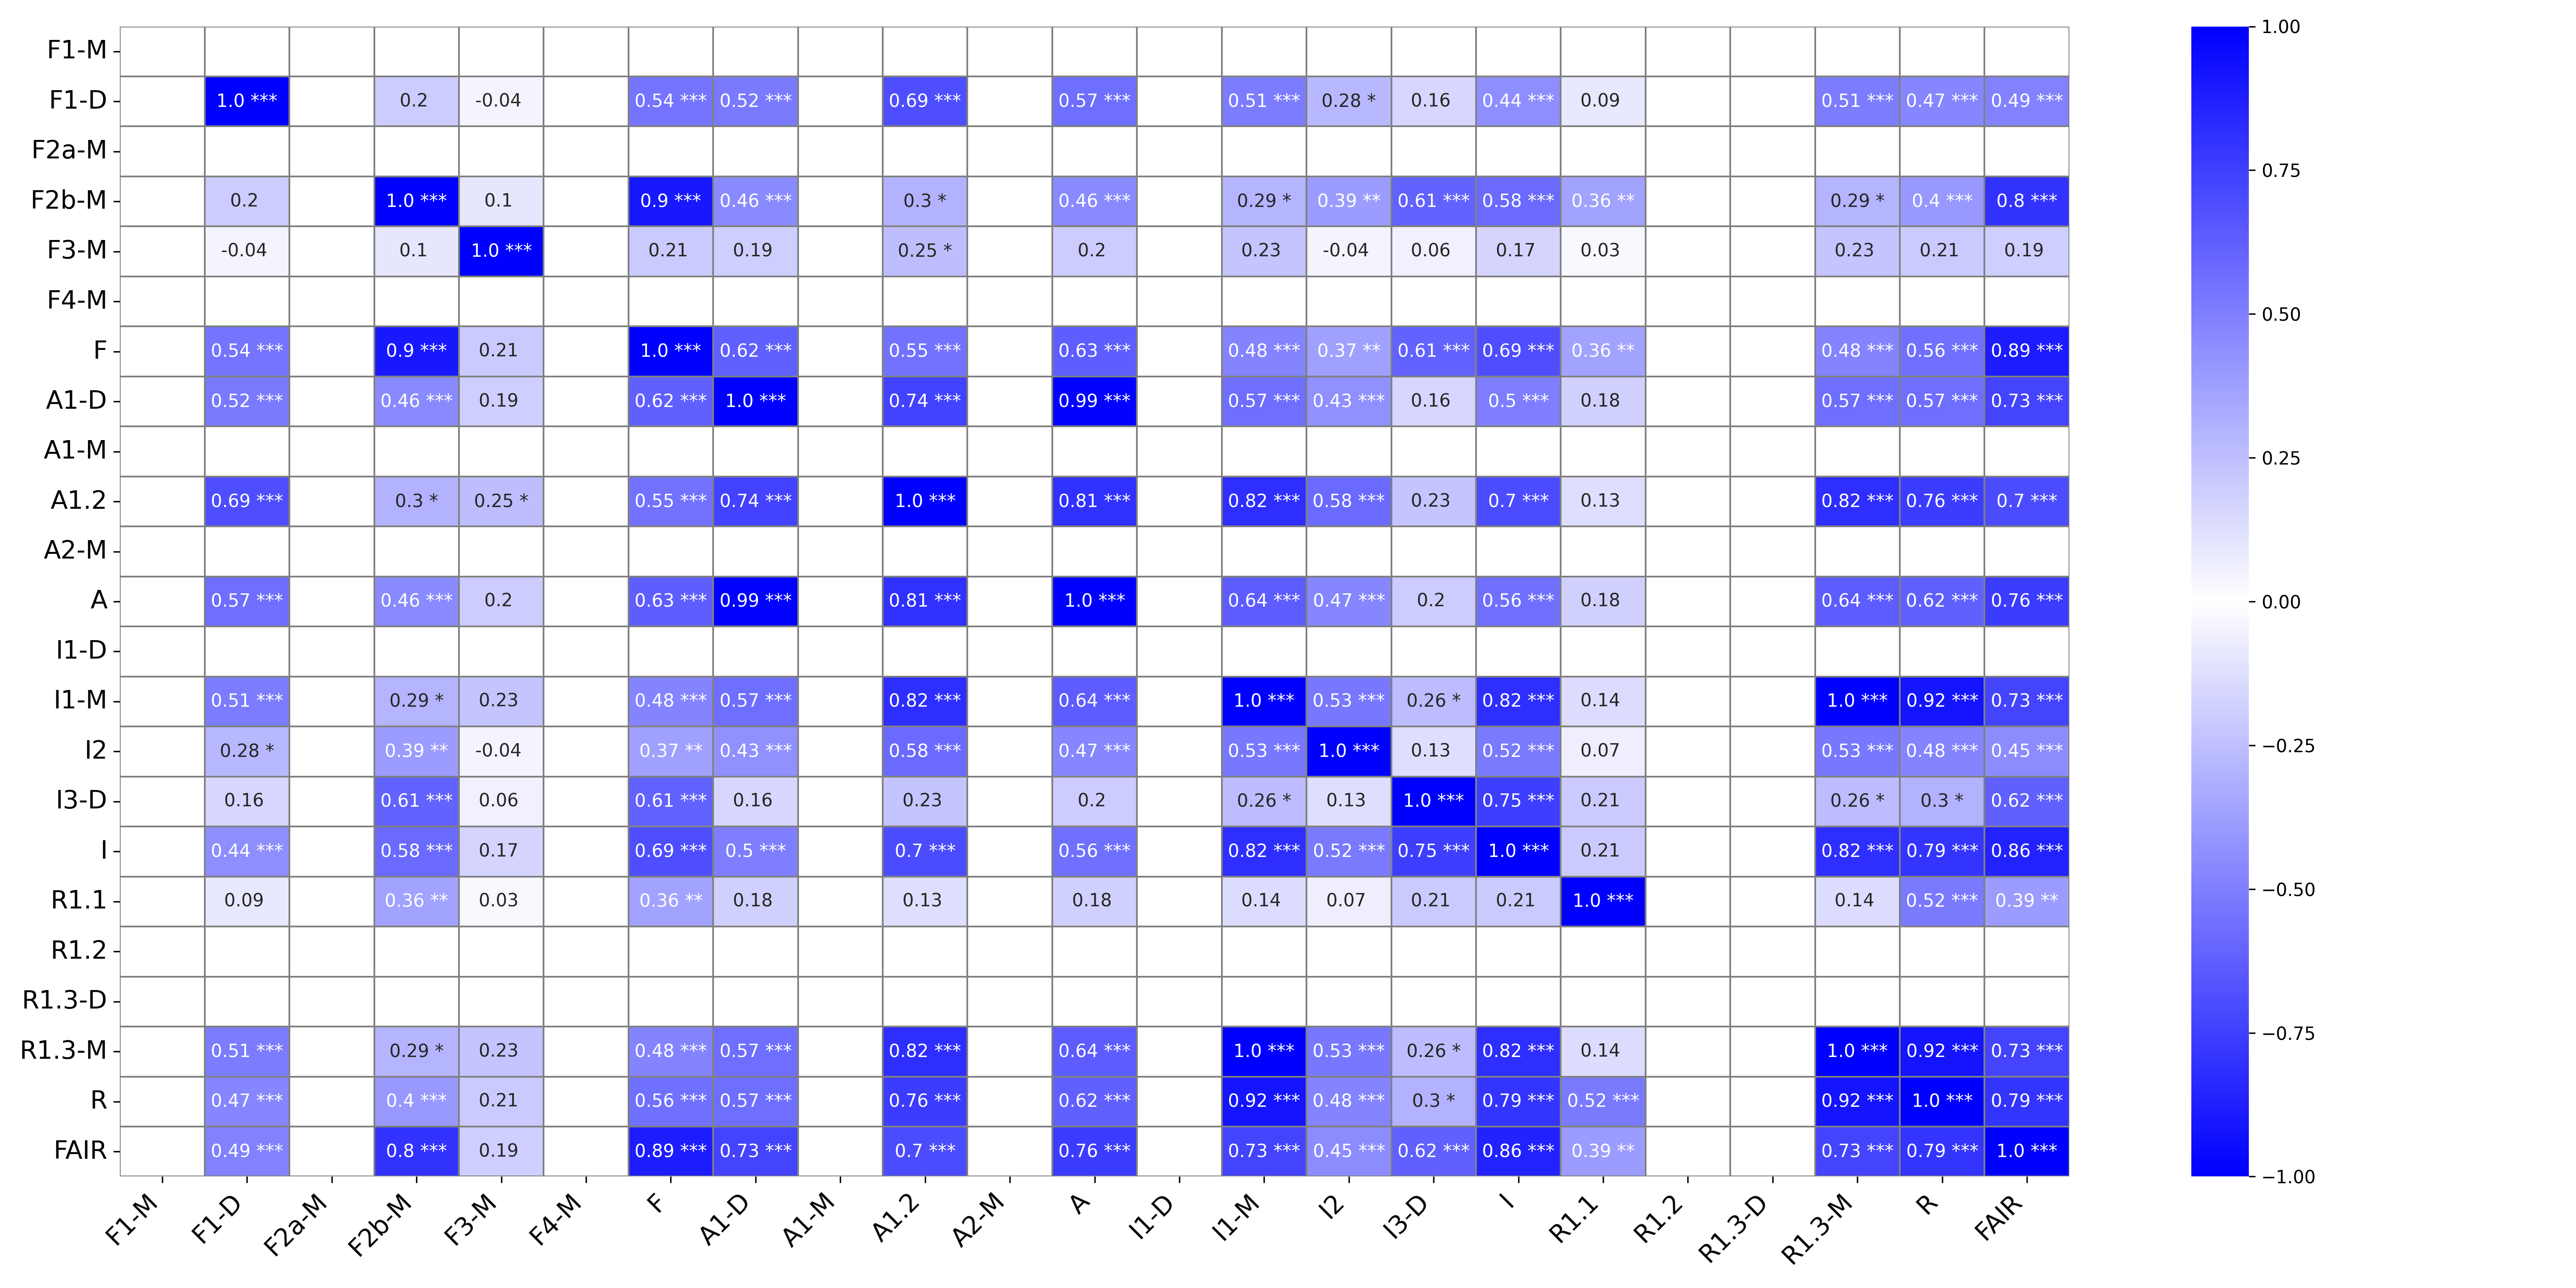 F1-M
F1-D 1.0 *** 0.2 -0.04 0.54 *** 0.52 *** 0.69 *** 0.57 *** 0.51 *** 0.28 * 0.16 0.44 *** 0.09 0.51 *** 0.47 *** 0.49 ***
F2a-M
F2b-M 0.2 1.0 *** 0.1 0.9 *** 0.46 *** 0.3 * 0.46 *** 0.29 * 0.39 ** 0.61 *** 0.58 *** 0.36 ** 0.29 * 0.4 *** 0.8 ***
F3-M -0.04 0.1 1.0 *** 0.21 0.19 0.25 * 0.2 0.23 -0.04 0.06 0.17 0.03 0.23 0.21 0.19
F4-M
F 0.54 *** 0.9 *** 0.21 1.0 *** 0.62 *** 0.55 *** 0.63 *** 0.48 *** 0.37 ** 0.61 *** 0.69 *** 0.36 ** 0.48 *** 0.56 *** 0.89 ***
A1-D 0.52 *** 0.46 *** 0.19 0.62 *** 1.0 *** 0.74 *** 0.99 *** 0.57 *** 0.43 *** 0.16 0.5 *** 0.18 0.57 *** 0.57 *** 0.73 ***
A1-M
A1.2 0.69 *** 0.3 * 0.25 * 0.55 *** 0.74 *** 1.0 *** 0.81 *** 0.82 *** 0.58 *** 0.23 0.7 *** 0.13 0.82 *** 0.76 *** 0.7 ***
A2-M
A 0.57 *** 0.46 *** 0.2 0.63 *** 0.99 *** 0.81 *** 1.0 *** 0.64 *** 0.47 *** 0.2 0.56 *** 0.18 0.64 *** 0.62 *** 0.76 ***
I1-D
I1-M 0.51 *** 0.29 * 0.23 0.48 *** 0.57 *** 0.82 *** 0.64 *** 1.0 *** 0.53 *** 0.26 * 0.82 *** 0.14 1.0 *** 0.92 *** 0.73 ***
I2 0.28 * 0.39 ** -0.04 0.37 ** 0.43 *** 0.58 *** 0.47 *** 0.53 *** 1.0 *** 0.13 0.52 *** 0.07 0.53 *** 0.48 *** 0.45 ***
I3-D 0.16 0.61 *** 0.06 0.61 *** 0.16 0.23 0.2 0.26 * 0.13 1.0 *** 0.75 *** 0.21 0.26 * 0.3 * 0.62 ***
I 0.44 *** 0.58 *** 0.17 0.69 *** 0.5 *** 0.7 *** 0.56 *** 0.82 *** 0.52 *** 0.75 *** 1.0 *** 0.21 0.82 *** 0.79 *** 0.86 ***
R1.1 0.09 0.36 ** 0.03 0.36 ** 0.18 0.13 0.18 0.14 0.07 0.21 0.21 1.0 *** 0.14 0.52 *** 0.39 **
R1.2
R1.3-D
R1.3-M 0.51 *** 0.29 * 0.23 0.48 *** 0.57 *** 0.82 *** 0.64 *** 1.0 *** 0.53 *** 0.26 * 0.82 *** 0.14 1.0 *** 0.92 *** 0.73 ***
R 0.47 *** 0.4 *** 0.21 0.56 *** 0.57 *** 0.76 *** 0.62 *** 0.92 *** 0.48 *** 0.3 * 0.79 *** 0.52 *** 0.92 *** 1.0 *** 0.79 ***
FAIR 0.49 *** 0.8 *** 0.19 0.89 *** 0.73 *** 0.7 *** 0.76 *** 0.73 *** 0.45 *** 0.62 *** 0.86 *** 0.39 ** 0.73 *** 0.79 *** 1.0 ***
F1-M F1-D F2a-M F2b-M F3-M F4-M F A1-D A1-M A1.2 A2-M A I1-D I1-M I2 I3-D I R1.1 R1.2 R1.3-D R1.3-M R FAIR
1.00
0.75
0.50
0.25
0.00
−0.25
−0.50
−0.75
−1.00